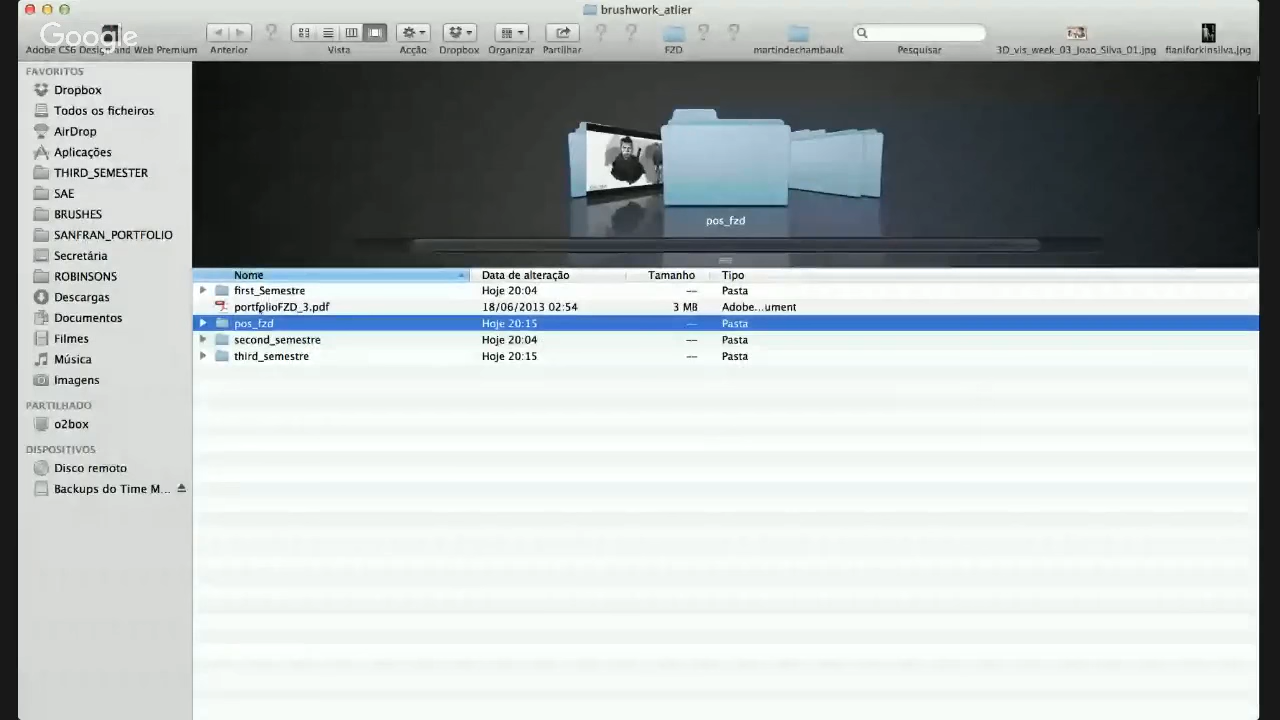 brushwork_atlier
Google
Adobe CS6 Design and Web Premium
Anterior
Vista
Acção
Dropbox
Organizar
Partilhar
FZD
martindechambault
Pesquisar
3D_vis_week_03_Joao_Silva_01.jpg
flaniforkinsilva.jpg
FAVORITOS
Dropbox
Todos os ficheiros
AirDrop
Aplicações
THIRD_SEMESTER
SAE
BRUSHES
SANFRAN_PORTFOLIO
Secretária
ROBINSONS
Descargas
Documentos
Filmes
Música
Imagens
PARTILHADO
o2box
DISPOSITIVOS
Disco remoto
Backups do Time M...
pos_fzd
Nome Data de alteração Tamanho Tipo
first_Semestre Hoje 20:04 -- Pasta
portfolioFZD_3.pdf 18/06/2013 02:54 3 MB Adobe...ument
pos_fzd Hoje 20:15 -- Pasta
second_semestre Hoje 20:04 -- Pasta
third_semestre Hoje 20:15 -- Pasta